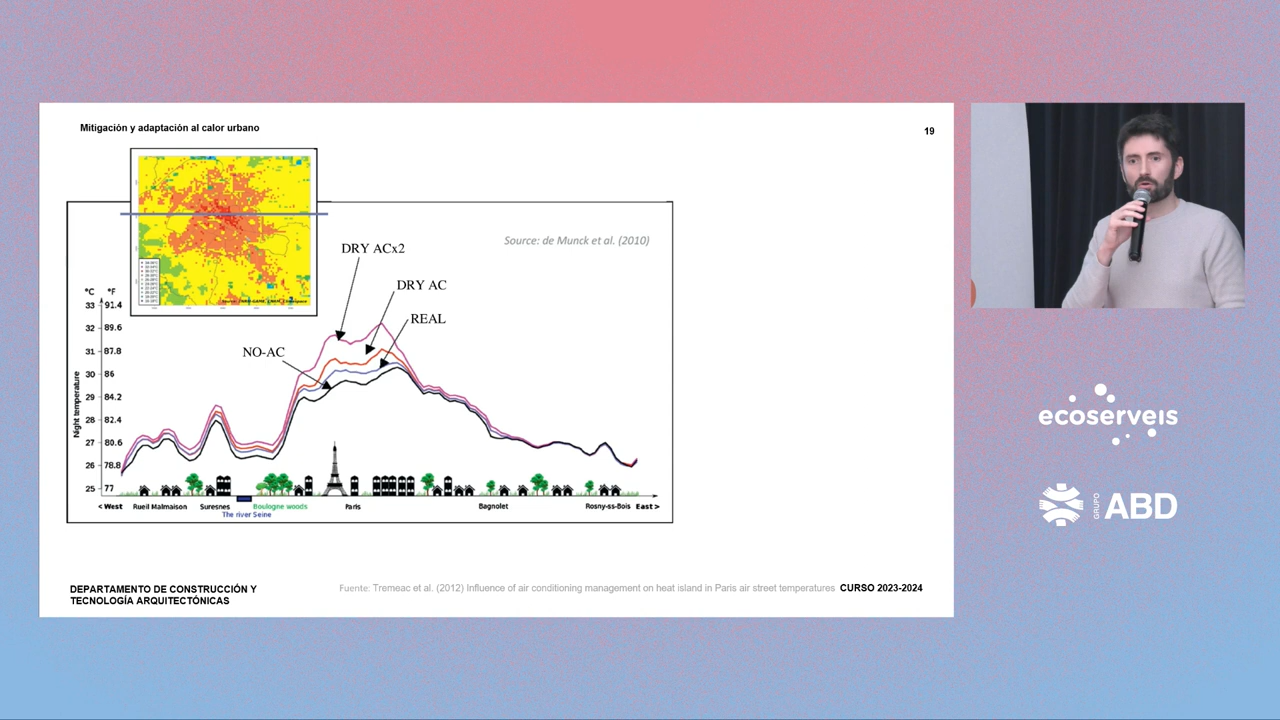 Mitigación y adaptación al calor urbano
19
Source: de Munck et al. (2010)
DRY ACx2
DRY AC
REAL
NO-AC
°C °F
33 91.4
32 89.6
31 87.8
30 86
29 84.2
28 82.4
27 80.6
26 78.8
25 77
Night temperature
< West Rueil Malmaison Suresnes Boulogne woods Paris Bagnolet Rosny-ss-Bois East >
The river Seine
DEPARTAMENTO DE CONSTRUCCIÓN Y
TECNOLOGÍA ARQUITECTÓNICAS
Fuente: Tremeac et al. (2012) Influence of air conditioning management on heat island in Paris air street temperatures CURSO 2023-2024
ecoserveis
GRUPO ABD